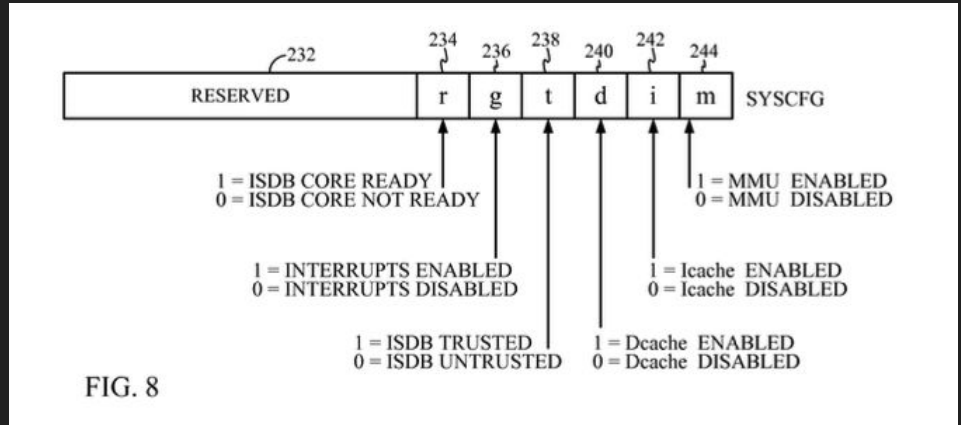 232 234 236 238 240 242 244
RESERVED r g t d i m SYSCFG
1 = ISDB CORE READY
0 = ISDB CORE NOT READY
1 = MMU ENABLED
0 = MMU DISABLED
1 = INTERRUPTS ENABLED
0 = INTERRUPTS DISABLED
1 = Icache ENABLED
0 = Icache DISABLED
1 = ISDB TRUSTED
0 = ISDB UNTRUSTED
1 = Dcache ENABLED
0 = Dcache DISABLED
FIG. 8